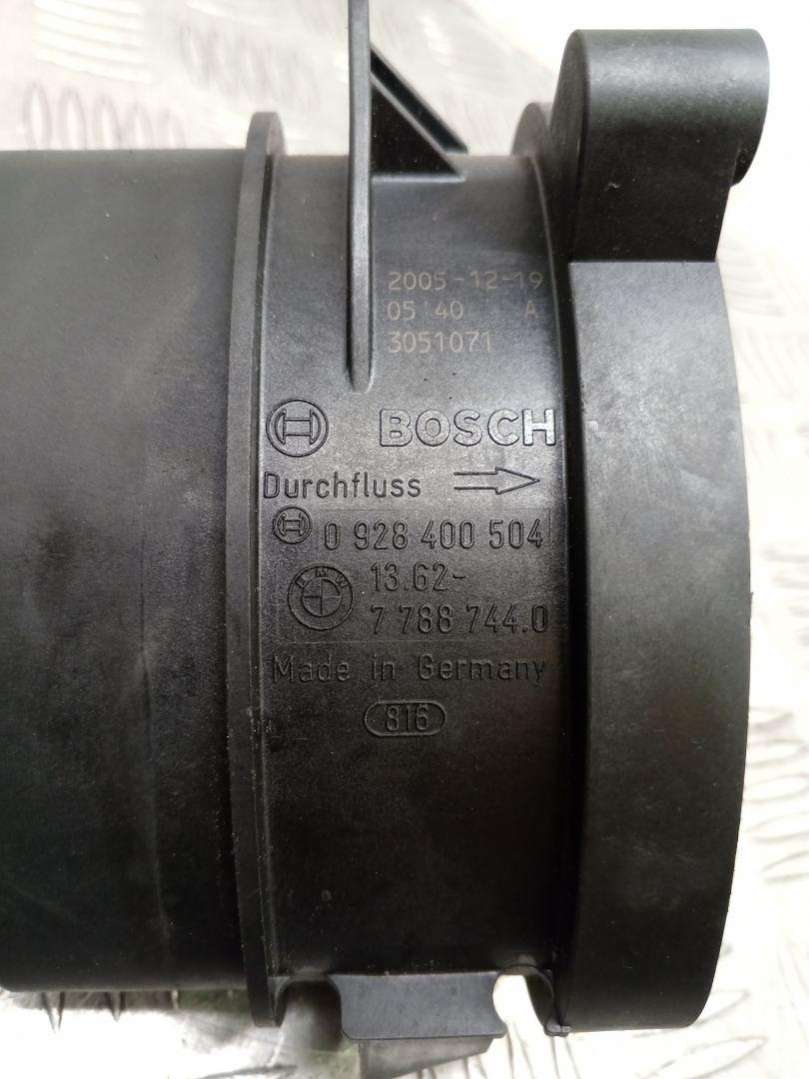 2005-12-19
05 40 A
3051071
BOSCH
Durchfluss
0 928 400 504
BMW
13.62-
7 788 744.0
Made in Germany
816